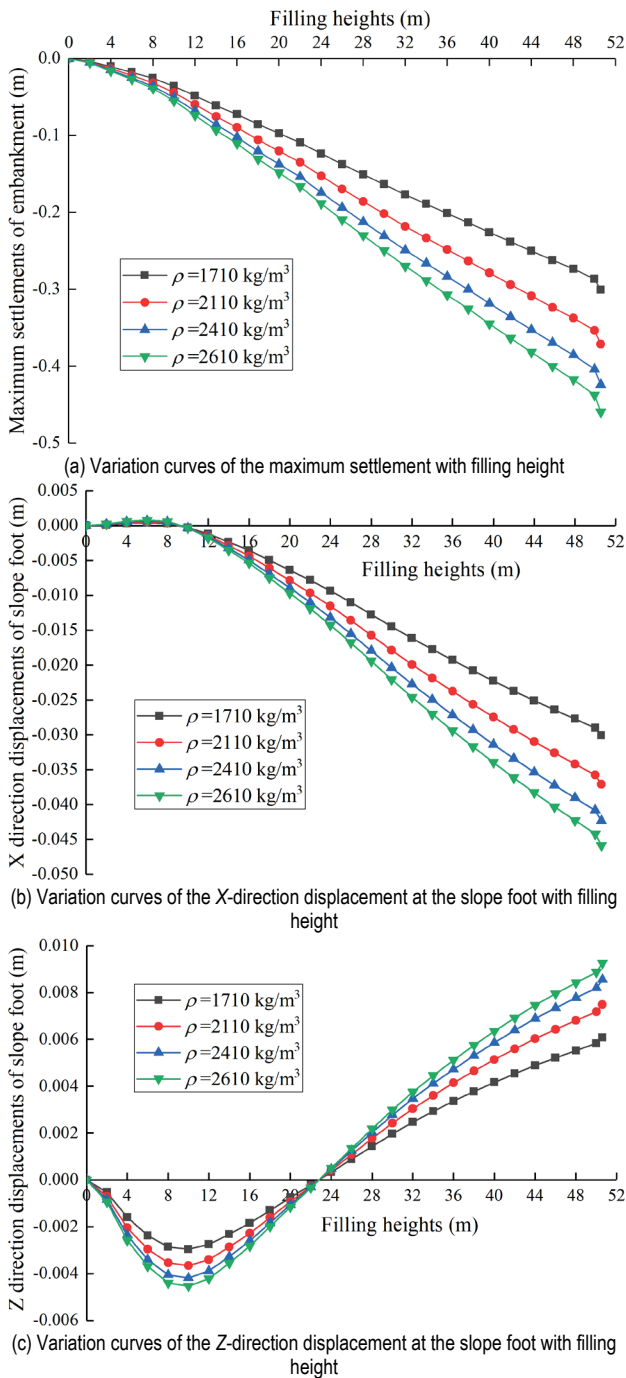 Filling heights (m)
0 4 8 12 16 20 24 28 32 36 40 44 48 52
0.0
-0.1
-0.2
-0.3
-0.4
-0.5
Maximum settlements of embankment (m)
ρ=1710 kg/m³
ρ=2110 kg/m³
ρ=2410 kg/m³
ρ=2610 kg/m³
(a) Variation curves of the maximum settlement with filling height
0.005
0.000
-0.005
-0.010
-0.015
-0.020
-0.025
-0.030
-0.035
-0.040
-0.045
-0.050
X direction displacements of slope foot (m)
0 4 8 12 16 20 24 28 32 36 40 44 48 52
Filling heights (m)
ρ=1710 kg/m³
ρ=2110 kg/m³
ρ=2410 kg/m³
ρ=2610 kg/m³
(b) Variation curves of the X-direction displacement at the slope foot with filling
height
0.010
0.008
0.006
0.004
0.002
0.000
-0.002
-0.004
-0.006
Z direction displacements of slope foot (m)
ρ=1710 kg/m³
ρ=2110 kg/m³
ρ=2410 kg/m³
ρ=2610 kg/m³
0 4 8 12 16 20 24 28 32 36 40 44 48 52
Filling heights (m)
(c) Variation curves of the Z-direction displacement at the slope foot with filling
height